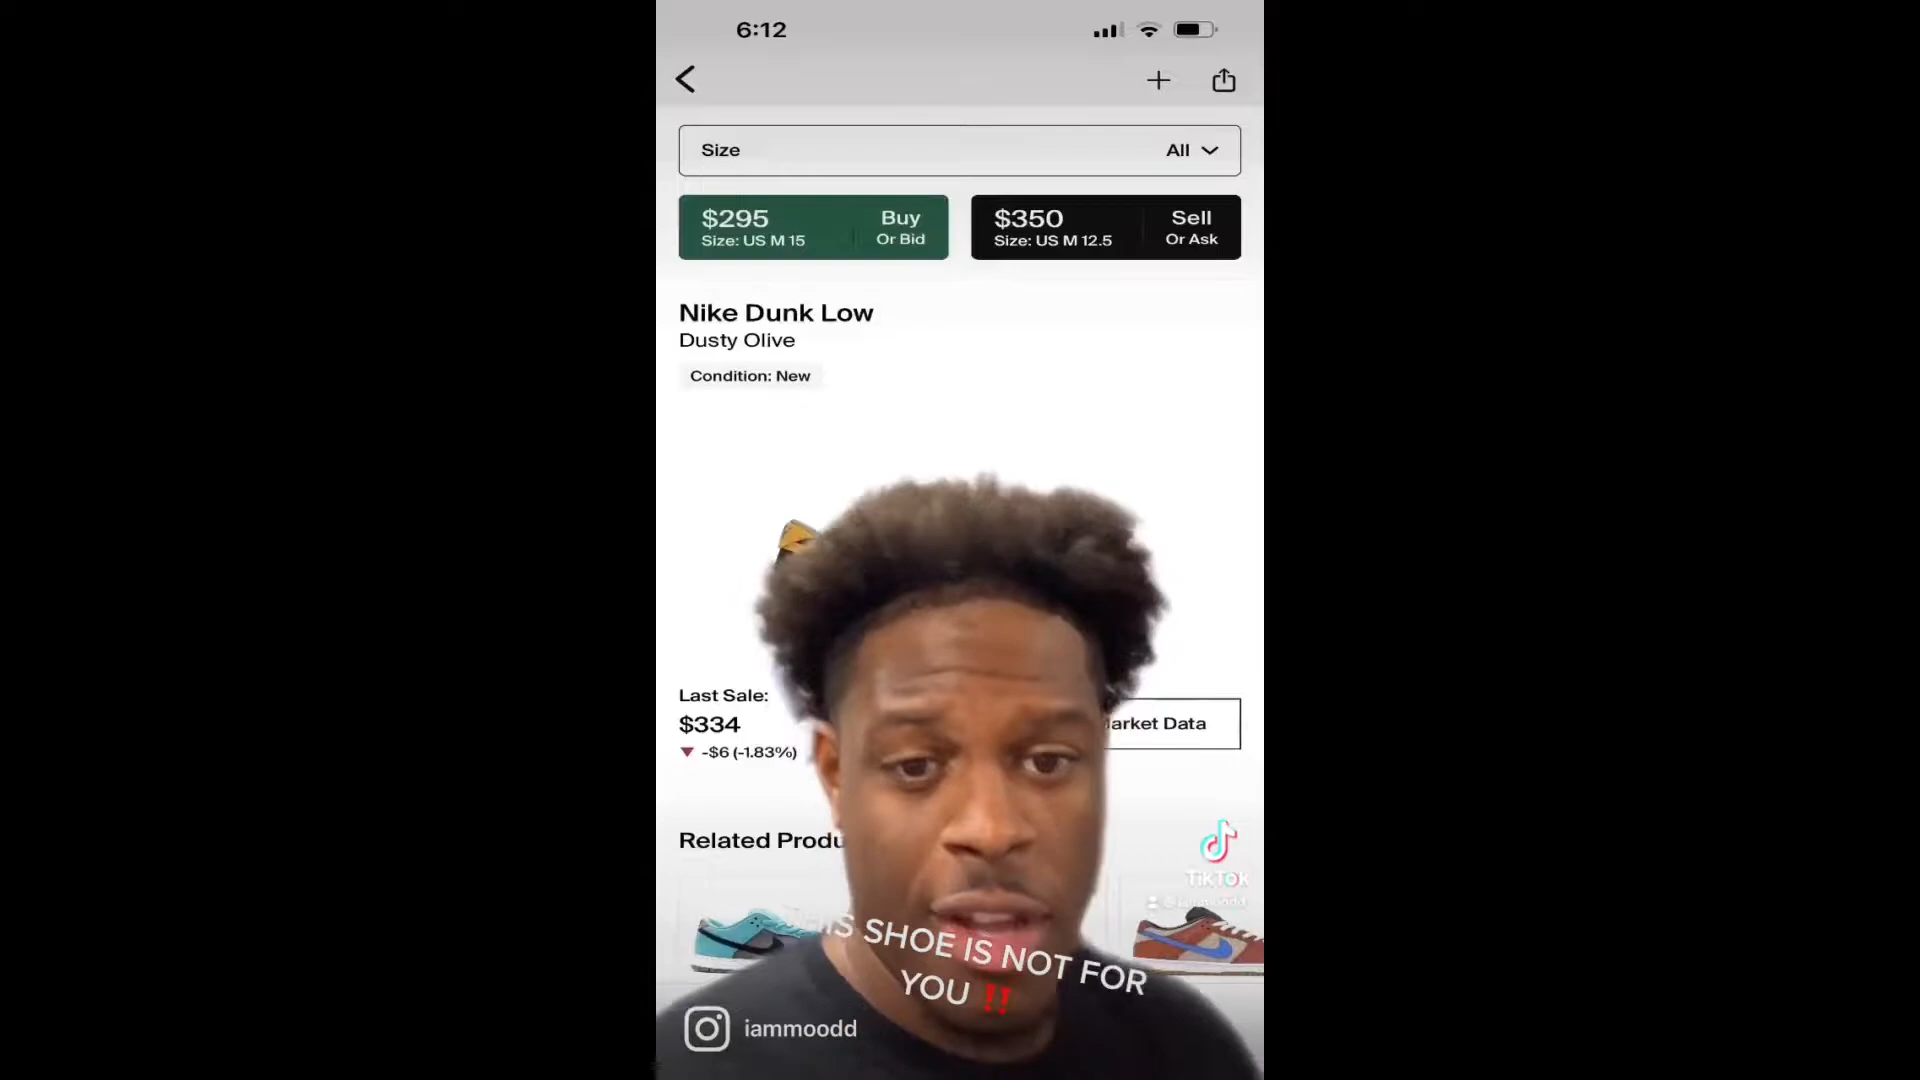 6:12
Size All
$295 Buy
Size: US M 15 Or Bid
$350 Sell
Size: US M 12.5 Or Ask
Nike Dunk Low
Dusty Olive
Condition: New
Last Sale:
$334
▼ -$6 (-1.83%)
arket Data
Related Produ
TikTok
SHOE IS NOT FOR
YOU ‼️
iammoodd